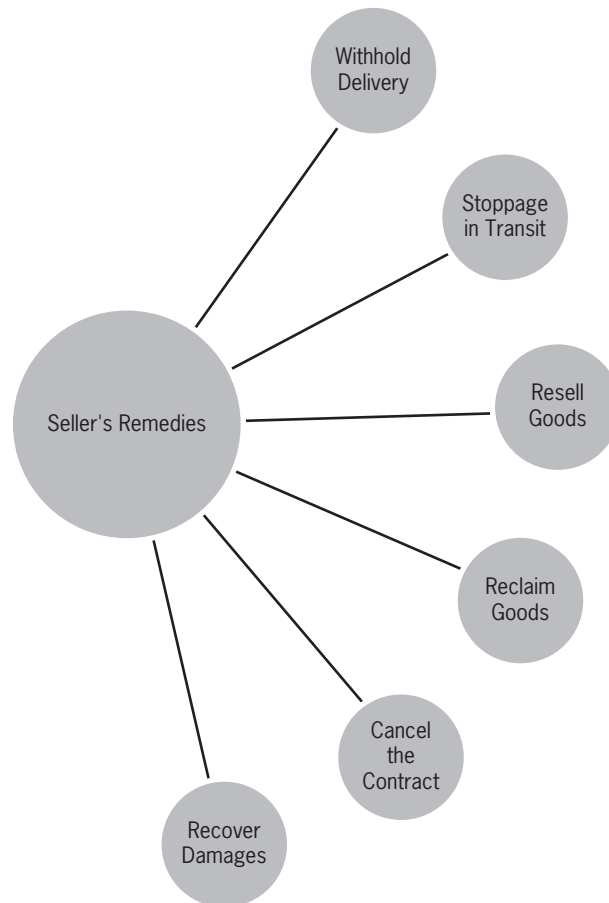 Withhold
Delivery
Stoppage
in Transit
Resell
Goods
Seller's Remedies
Reclaim
Goods
Cancel
the
Contract
Recover
Damages